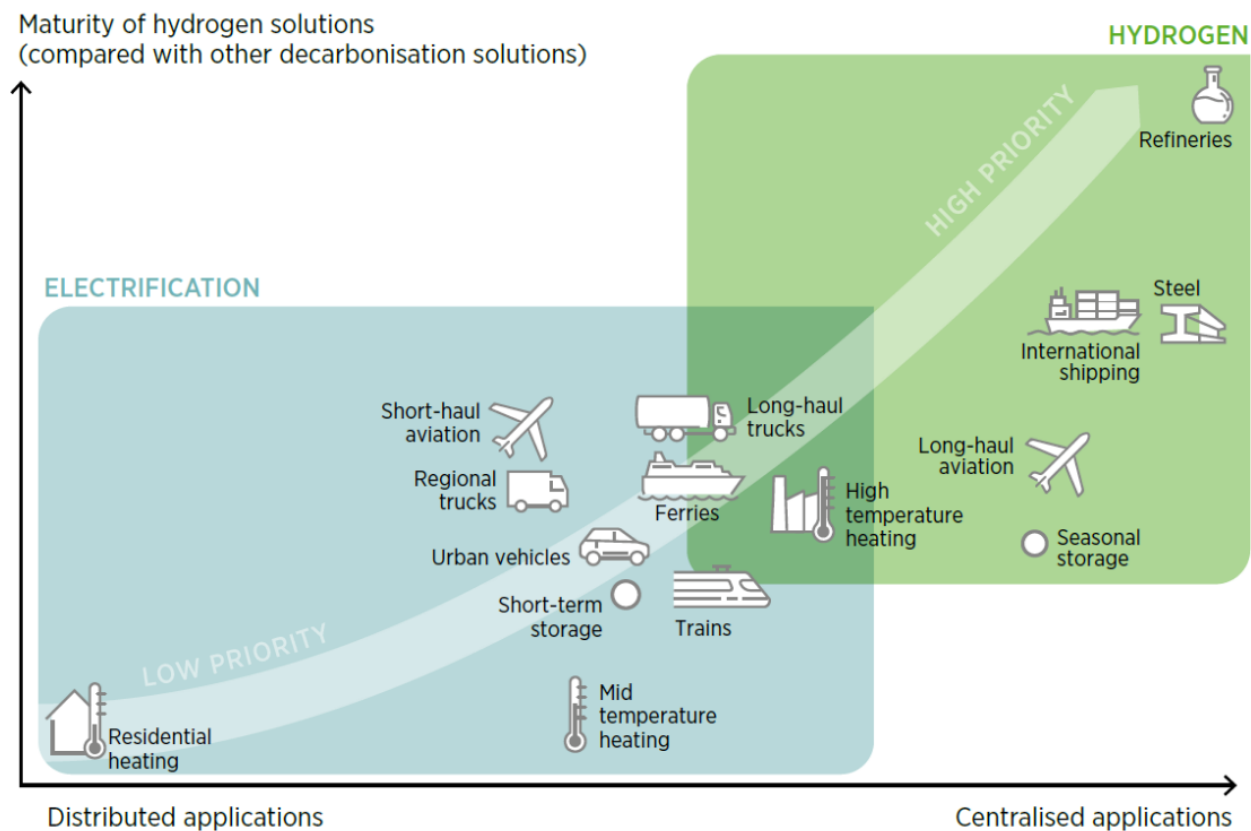 Maturity of hydrogen solutions
(compared with other decarbonisation solutions)
HYDROGEN
HIGH PRIORITY
Refineries
ELECTRIFICATION
Steel
International
shipping
Short-haul
aviation
Long-haul
trucks
Long-haul
aviation
Regional
trucks
Ferries
High
temperature
heating
Urban vehicles
Seasonal
storage
Short-term
storage
Trains
LOW PRIORITY
Mid
temperature
heating
Residential
heating
Distributed applications
Centralised applications